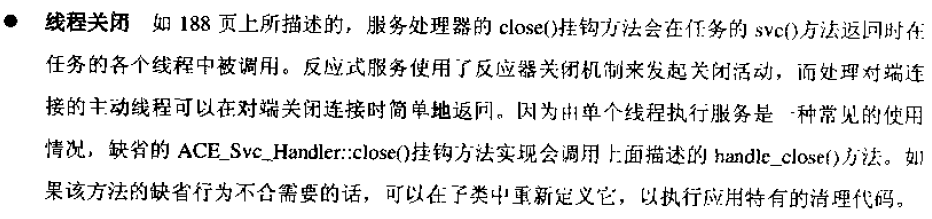 ● 线程关闭 如 188 页上所描述的，服务处理器的 close()挂钩方法会在任务的 svc()方法返回时在
任务的各个线程中被调用。反应式服务使用了反应器关闭机制来发起关闭活动，而处理对端连
接的主动线程可以在对端关闭连接时简单地返回。因为由单个线程执行服务是一种常见的使用
情况，缺省的 ACE_Svc_Handler::close()挂钩方法实现会调用上面描述的 handle_close()方法。如
果该方法的缺省行为不合需要的话，可以在子类中重新定义它，以执行应用特有的清理代码。